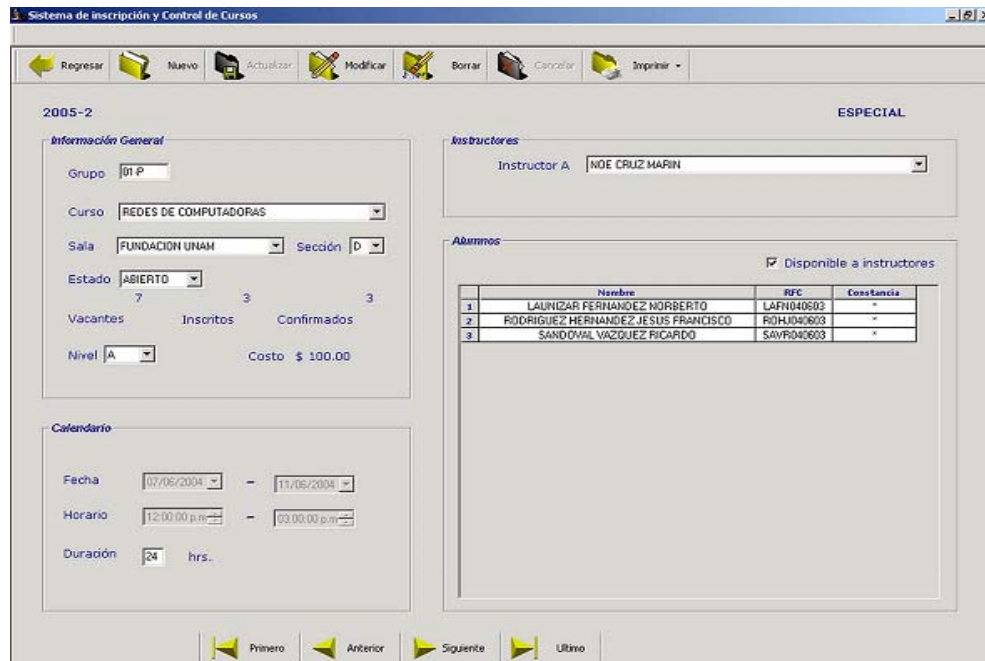 Sistema de inscripción y Control de Cursos
Regresar Nuevo Actualizar Modificar Borrar Cancelar Imprimir
2005-2 ESPECIAL
Información General
Grupo 01-P
Curso REDES DE COMPUTADORAS
Sala FUNDACION UNAM Sección D
Estado ABIERTO
7 3 3
Vacantes Inscritos Confirmados
Nivel A Costo $ 100.00
Calendario
Fecha 07/06/2004 - 11/06/2004
Horario 12:00:00 p.m - 03:00:00 p.m
Duración 24 hrs.
Instructores
Instructor A NOE CRUZ MARIN
Alumnos
Disponible a instructores
Nombre RFC Constancia
1 LAUNIZAR FERNANDEZ NORBERTO LAFN040603 *
2 RODRIGUEZ HERNANDEZ JESUS FRANCISCO ROHJ040603 *
3 SANDOVAL VAZQUEZ RICARDO SAVR040603 *
Primero Anterior Siguiente Ultimo